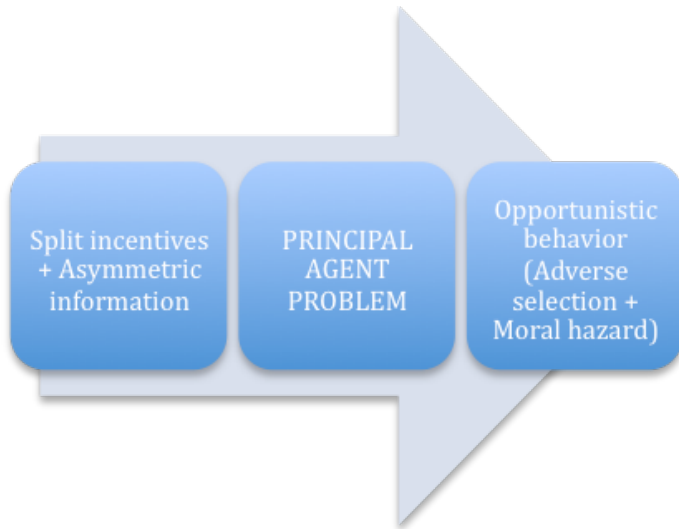 Split incentives
+ Asymmetric
information
PRINCIPAL
AGENT
PROBLEM
Opportunistic
behavior
(Adverse
selection +
Moral hazard)